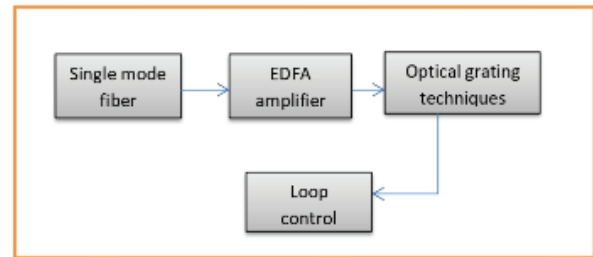 Single mode
fiber
EDFA
amplifier
Optical grating
techniques
Loop
control